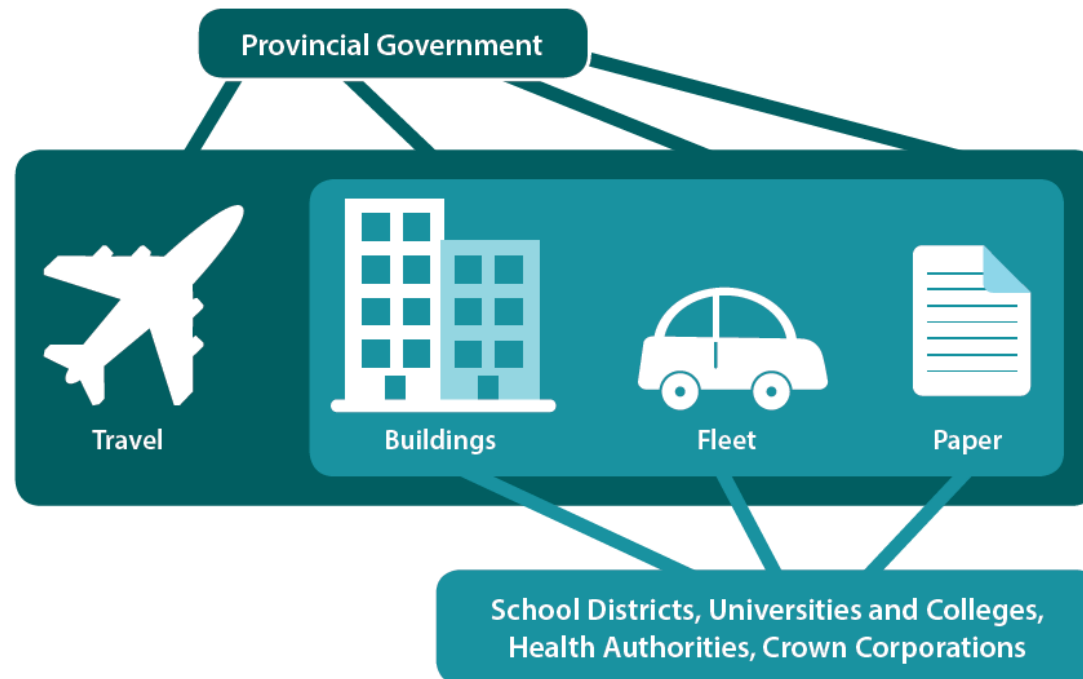 Provincial Government
Travel
Buildings
Fleet
Paper
School Districts, Universities and Colleges,
Health Authorities, Crown Corporations